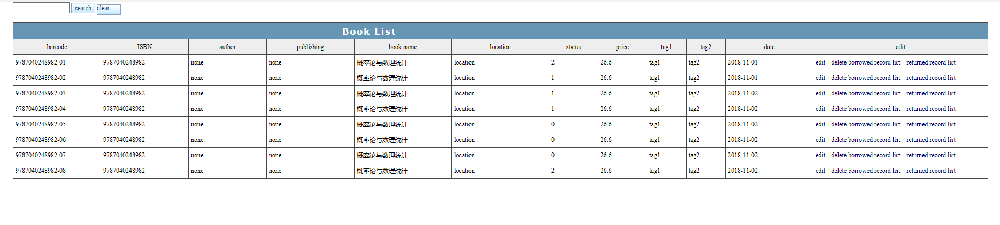 search clear
Book List
barcode ISBN author publishing book name location status price tag1 tag2 date edit
9787040248982-01 9787040248982 none none 概率论与数理统计 location 2 26.6 tag1 tag2 2018-11-01 edit | delete borrowed record list returned record list
9787040248982-02 9787040248982 none none 概率论与数理统计 location 1 26.6 tag1 tag2 2018-11-01 edit | delete borrowed record list returned record list
9787040248982-03 9787040248982 none none 概率论与数理统计 location 1 26.6 tag1 tag2 2018-11-02 edit | delete borrowed record list returned record list
9787040248982-04 9787040248982 none none 概率论与数理统计 location 1 26.6 tag1 tag2 2018-11-02 edit | delete borrowed record list returned record list
9787040248982-05 9787040248982 none none 概率论与数理统计 location 0 26.6 tag1 tag2 2018-11-02 edit | delete borrowed record list returned record list
9787040248982-06 9787040248982 none none 概率论与数理统计 location 0 26.6 tag1 tag2 2018-11-02 edit | delete borrowed record list returned record list
9787040248982-07 9787040248982 none none 概率论与数理统计 location 0 26.6 tag1 tag2 2018-11-02 edit | delete borrowed record list returned record list
9787040248982-08 9787040248982 none none 概率论与数理统计 location 2 26.6 tag1 tag2 2018-11-02 edit | delete borrowed record list returned record list